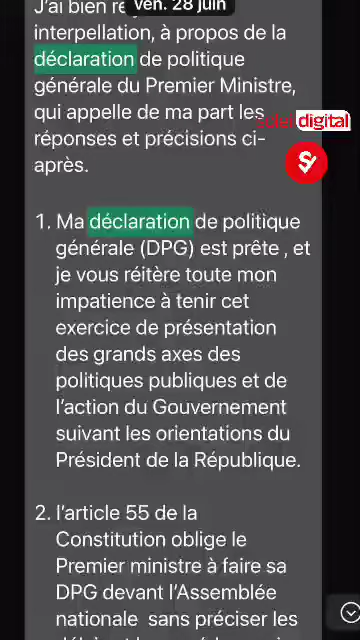 J'ai bien re
ven. 28 juin
interpellation, à propos de la
déclaration de politique
générale du Premier Ministre,
qui appelle de ma part les
réponses et précisions ci-
après.
digital
1. Ma déclaration de politique
générale (DPG) est prête , et
je vous réitère toute mon
impatience à tenir cet
exercice de présentation
des grands axes des
politiques publiques et de
l'action du Gouvernement
suivant les orientations du
Président de la République.
2. l'article 55 de la
Constitution oblige le
Premier ministre à faire sa
DPG devant l'Assemblée
nationale sans préciser les